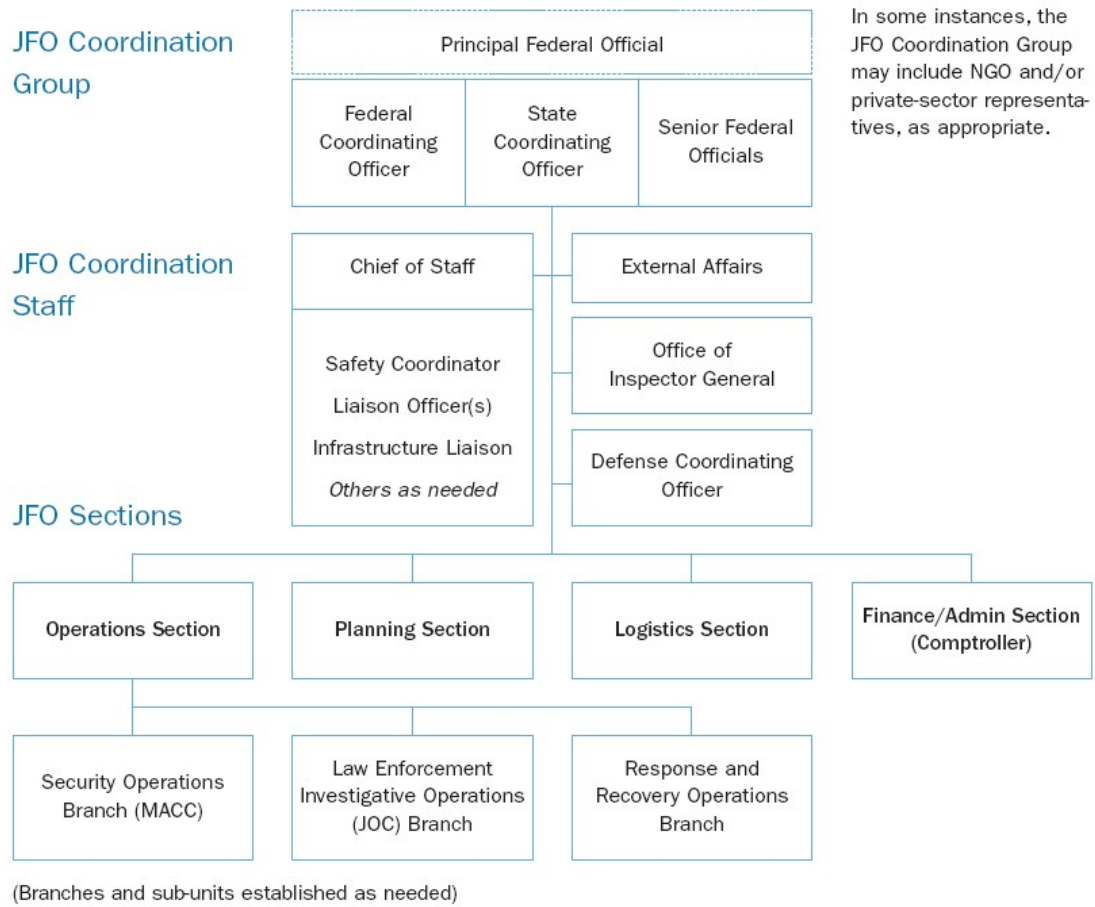 JFO Coordination
Group
Principal Federal Official
Federal
Coordinating
Officer
State
Coordinating
Officer
Senior Federal
Officials
In some instances, the
JFO Coordination Group
may include NGO and/or
private-sector representa-
tives, as appropriate.
JFO Coordination
Staff
Chief of Staff
Safety Coordinator
Liaison Officer(s)
Infrastructure Liaison
Others as needed
External Affairs
Office of
Inspector General
Defense Coordinating
Officer
JFO Sections
Operations Section
Planning Section
Logistics Section
Finance/Admin Section
(Comptroller)
Security Operations
Branch (MACC)
Law Enforcement
Investigative Operations
(JOC) Branch
Response and
Recovery Operations
Branch
(Branches and sub-units established as needed)